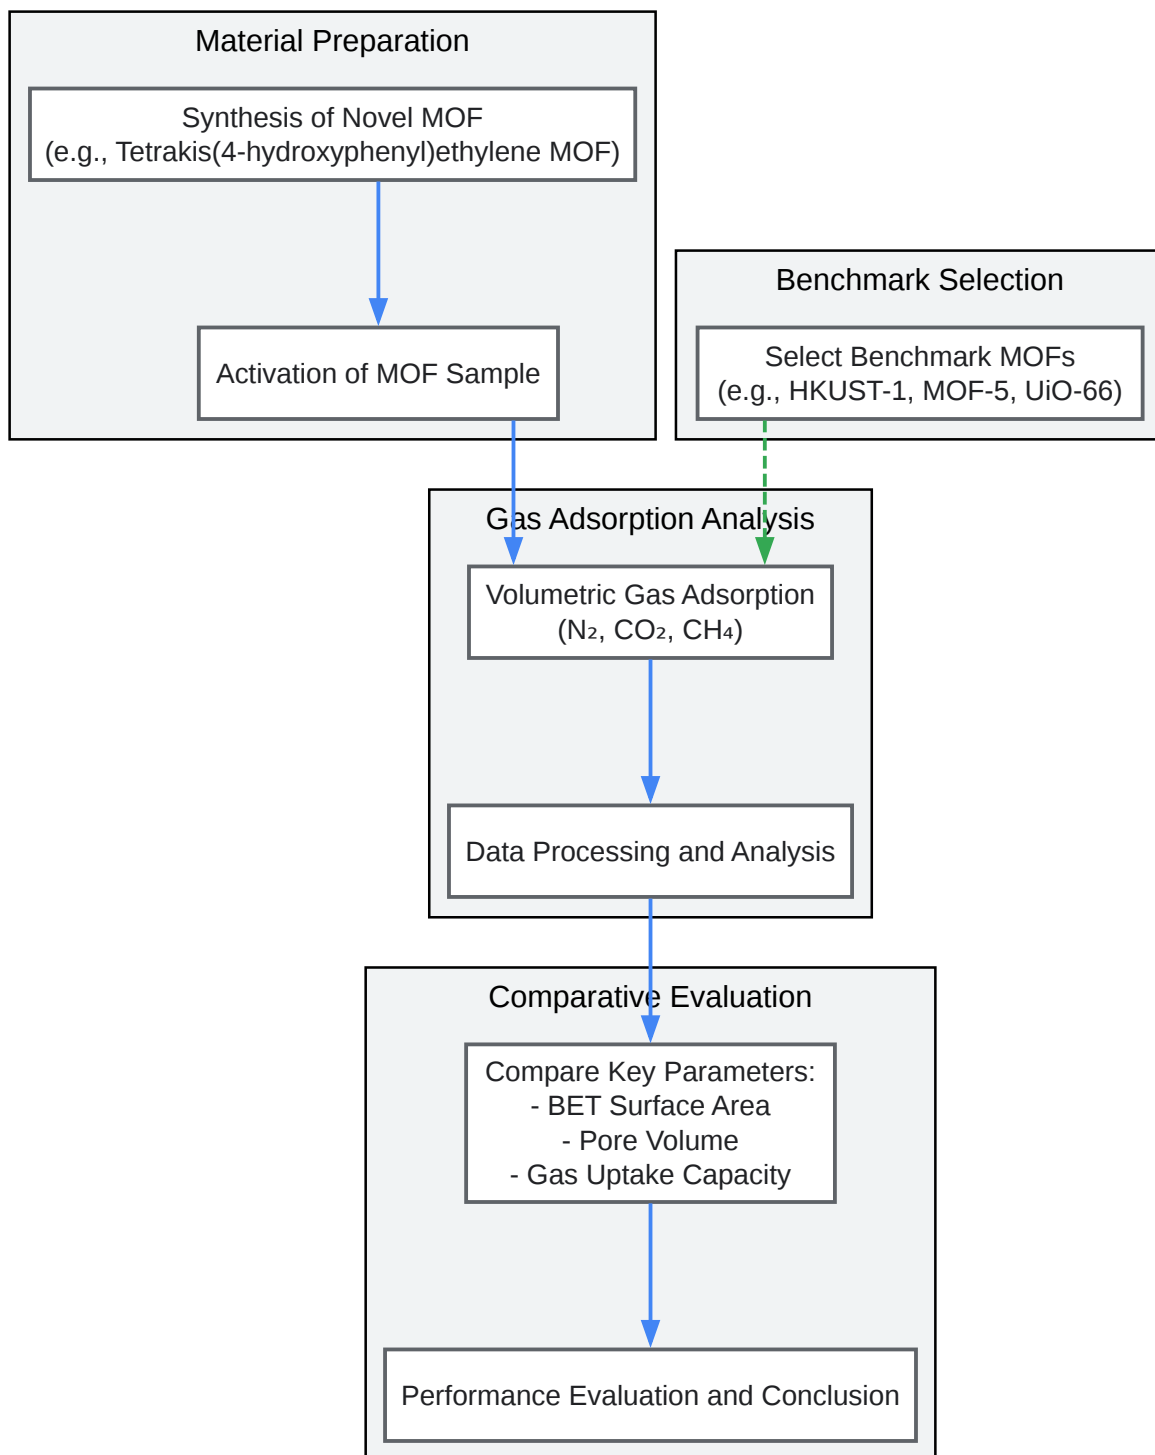 Material Preparation
Synthesis of Novel MOF
(e.g., Tetrakis(4-hydroxyphenyl)ethylene MOF)
Activation of MOF Sample
Benchmark Selection
Select Benchmark MOFs
(e.g., HKUST-1, MOF-5, UiO-66)
Gas Adsorption Analysis
Volumetric Gas Adsorption
(N₂, CO₂, CH₄)
Data Processing and Analysis
Comparative Evaluation
Compare Key Parameters:
- BET Surface Area
- Pore Volume
- Gas Uptake Capacity
Performance Evaluation and Conclusion